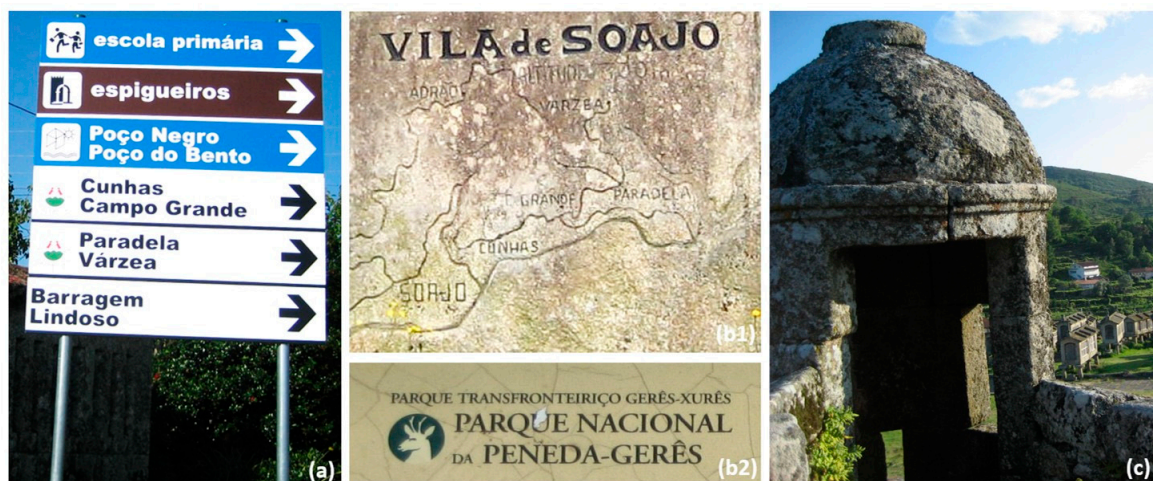 escola primária
espigueiros
Poço Negro
Poço do Bento
Cunhas
Campo Grande
Paradela
Várzea
Barragem
Lindoso
(a)
VILA de SOAJO
ALTITUDE
ADRÃO
VÁRZEA
PARADELA
GRANDE
CUNHAS
SOAJO
(b1)
PARQUE TRANSFRONTEIRIÇO GERÊS-XURÊS
PARQUE NACIONAL
DA PENEDA-GERÊS
(b2)
(c)